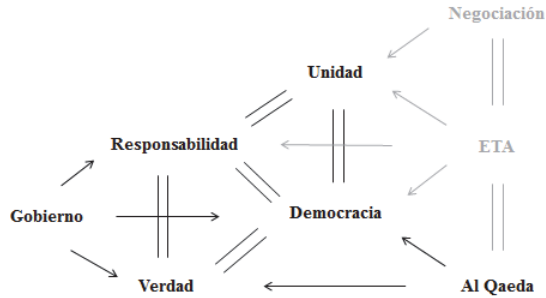 Negociación
Unidad
Responsabilidad
ETA
Gobierno
Democracia
Verdad
Al Qaeda